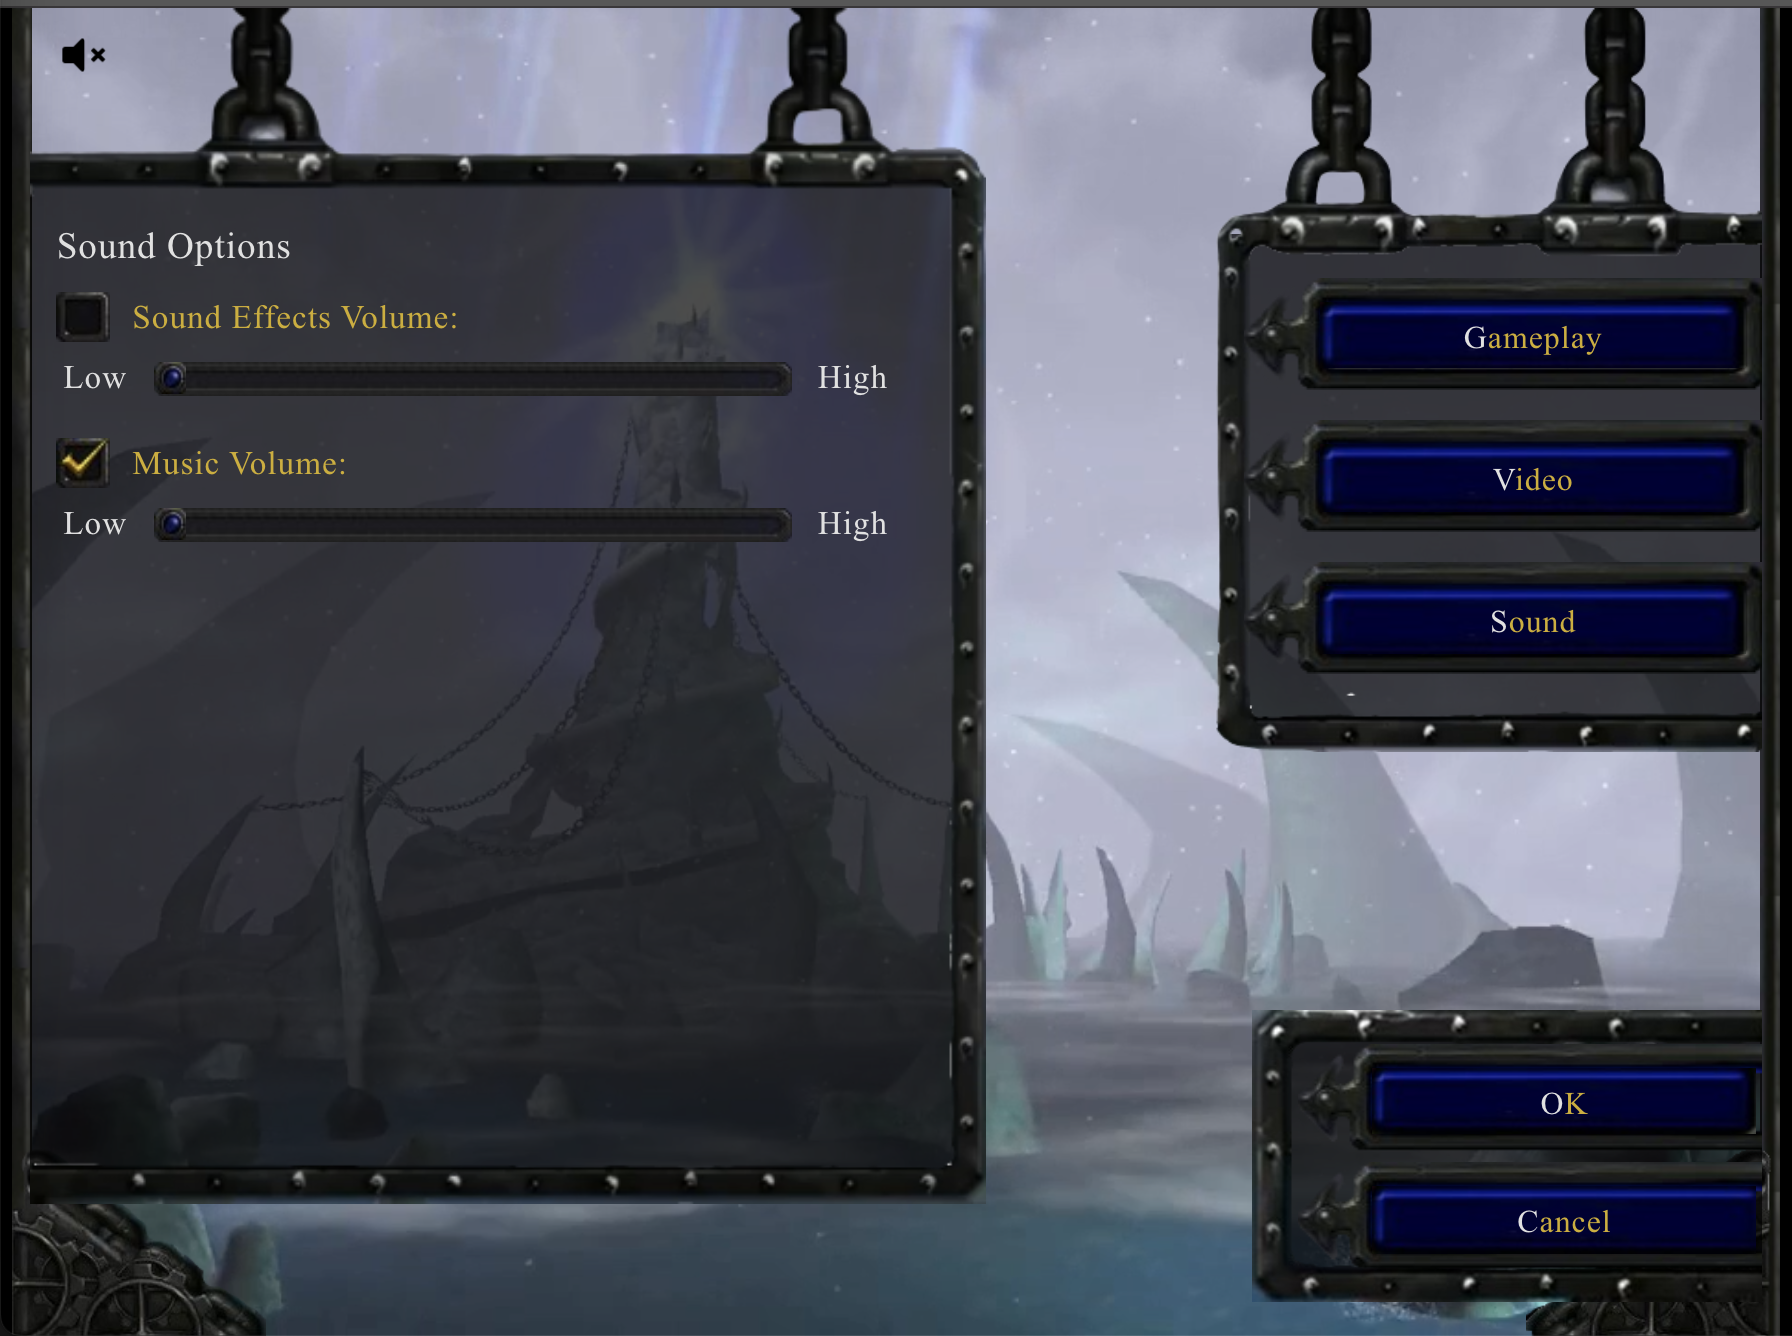 Sound Options
Sound Effects Volume:
Low High
Music Volume:
Low High
Gameplay
Video
Sound
OK
Cancel